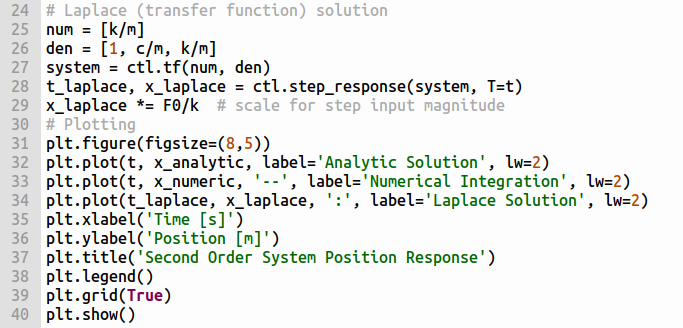 24 # Laplace (transfer function) solution
25 num = [k/m]
26 den = [1, c/m, k/m]
27 system = ctl.tf(num, den)
28 t_laplace, x_laplace = ctl.step_response(system, T=t)
29 x_laplace *= F0/k  # scale for step input magnitude
30 # Plotting
31 plt.figure(figsize=(8,5))
32 plt.plot(t, x_analytic, label='Analytic Solution', lw=2)
33 plt.plot(t, x_numeric, '--', label='Numerical Integration', lw=2)
34 plt.plot(t_laplace, x_laplace, ':', label='Laplace Solution', lw=2)
35 plt.xlabel('Time [s]')
36 plt.ylabel('Position [m]')
37 plt.title('Second Order System Position Response')
38 plt.legend()
39 plt.grid(True)
40 plt.show()